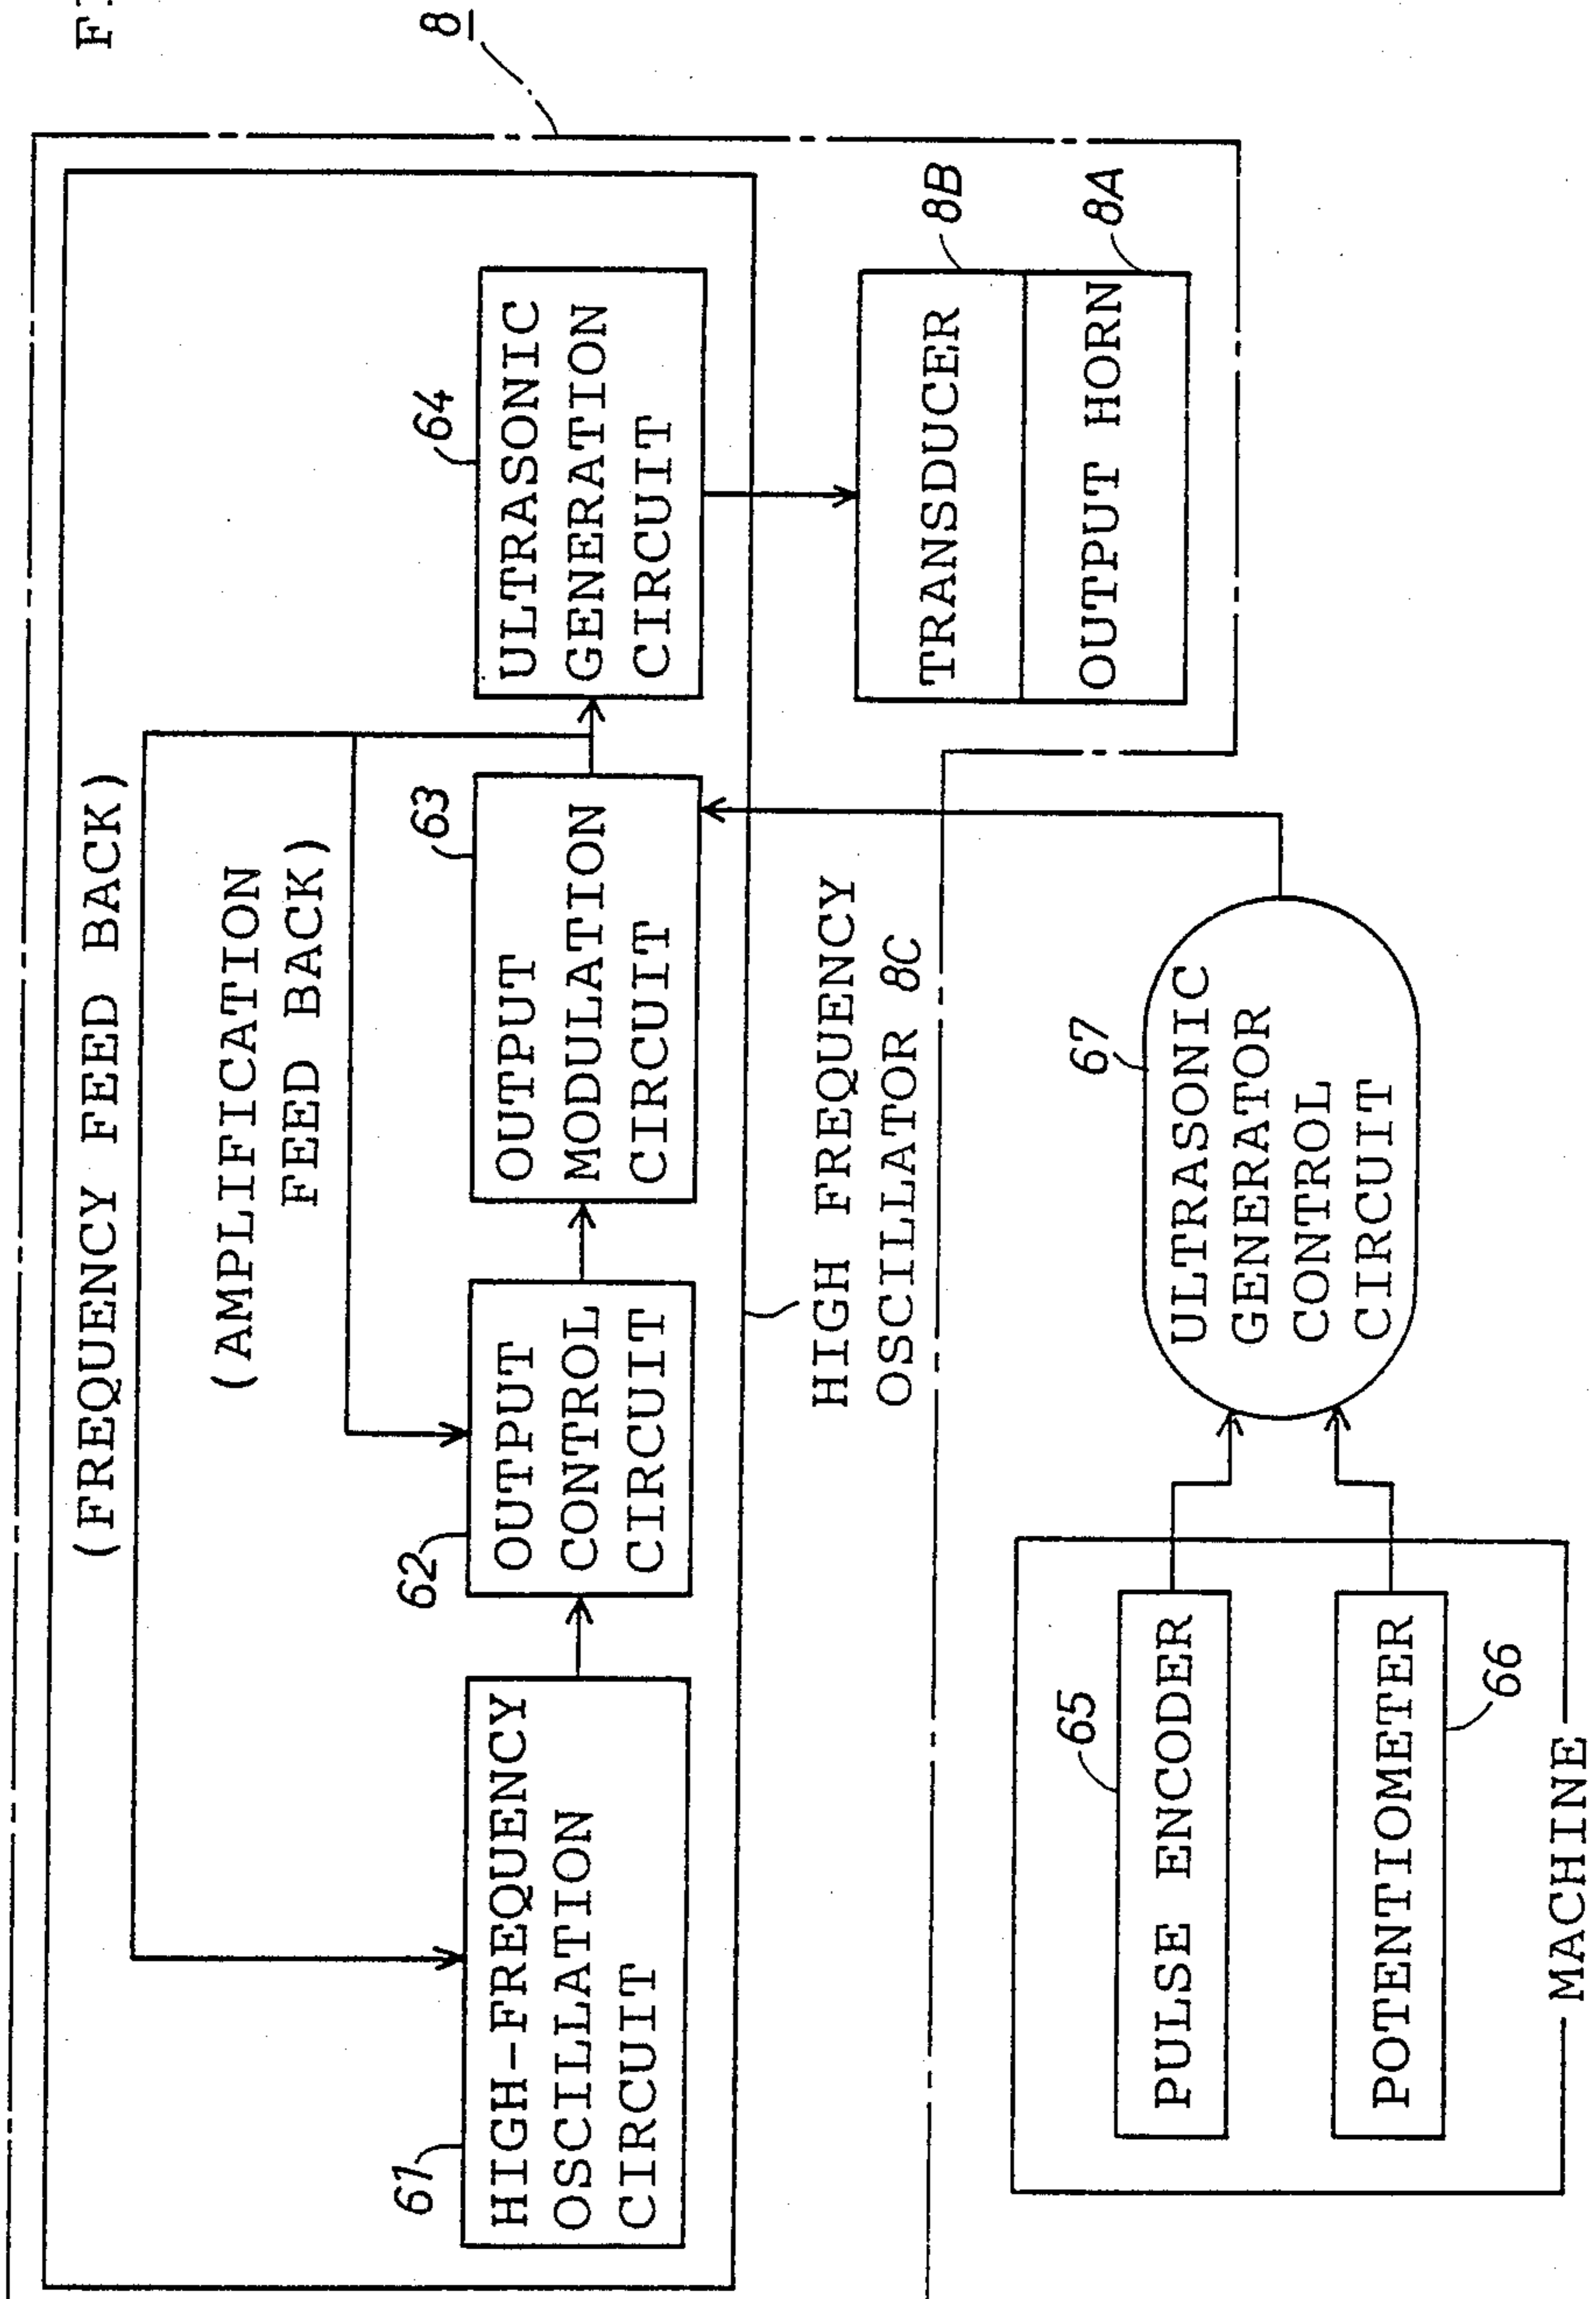 8
(FREQUENCY FEED BACK)
(AMPLIFICATION
FEED BACK)
61
HIGH-FREQUENCY
OSCILLATION
CIRCUIT
62
OUTPUT
CONTROL
CIRCUIT
63
OUTPUT
MODULATION
CIRCUIT
64
ULTRASONIC
GENERATION
CIRCUIT
HIGH FREQUENCY
OSCILLATOR 8C
TRANSDUCER
8B
OUTPUT HORN
8A
65
PULSE ENCODER
POTENTIOMETER
66
MACHINE
67
ULTRASONIC
GENERATOR
CONTROL
CIRCUIT